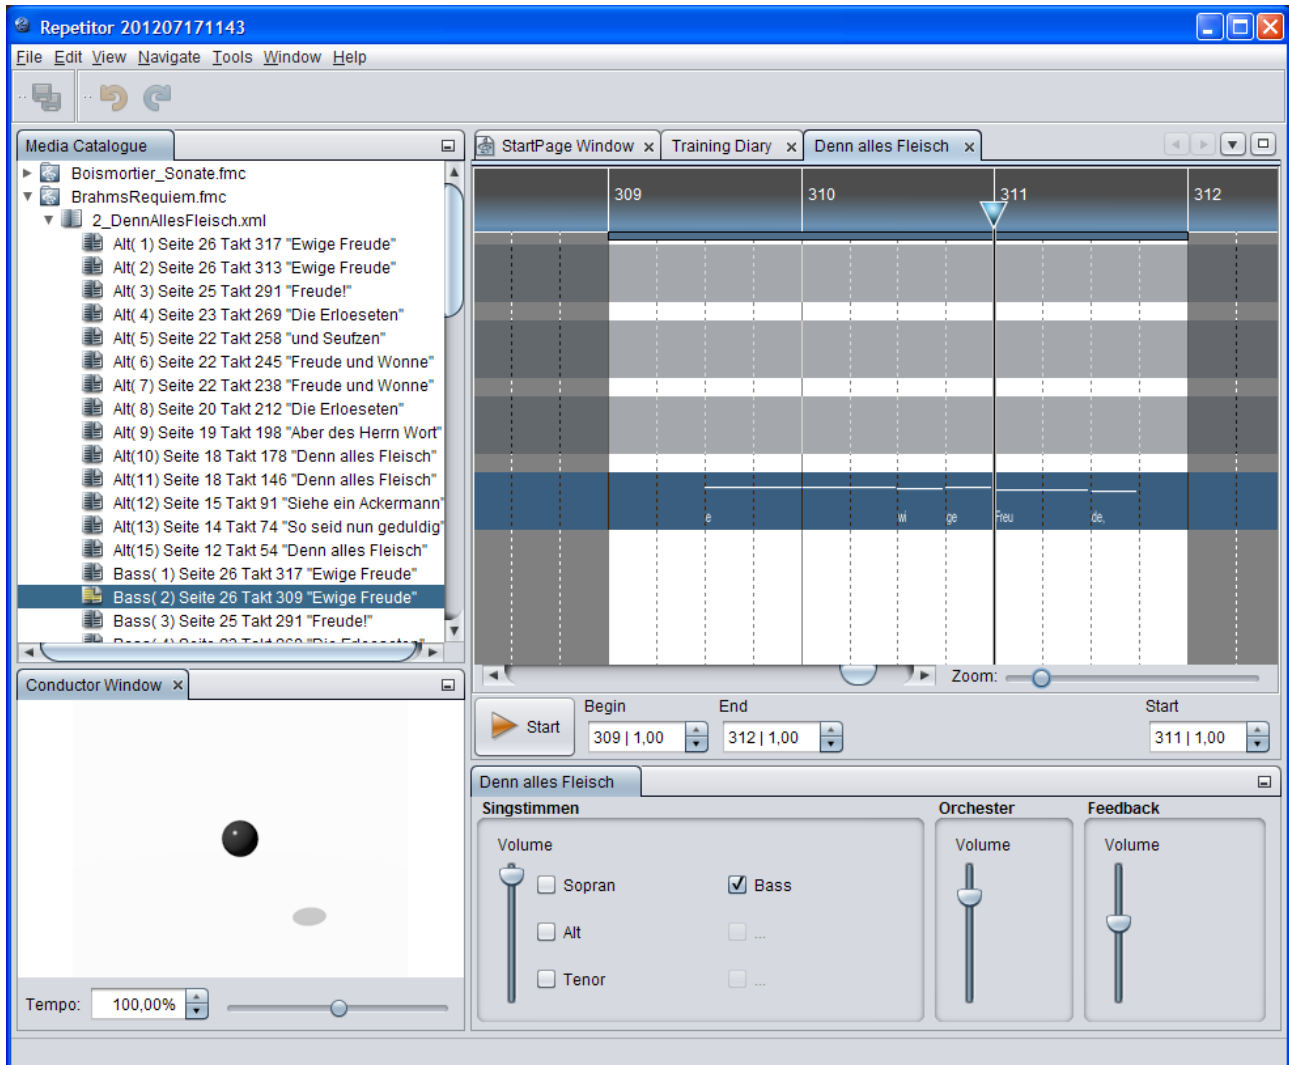 Repetitor 201207171143
File Edit View Navigate Tools Window Help
Media Catalogue
Boismortier_Sonate.fmc
BrahmsRequiem.fmc
2_DennAllesFleisch.xml
Alt( 1) Seite 26 Takt 317 "Ewige Freude"
Alt( 2) Seite 26 Takt 313 "Ewige Freude"
Alt( 3) Seite 25 Takt 291 "Freude!"
Alt( 4) Seite 23 Takt 269 "Die Erloeseten"
Alt( 5) Seite 22 Takt 258 "und Seufzen"
Alt( 6) Seite 22 Takt 245 "Freude und Wonne"
Alt( 7) Seite 22 Takt 238 "Freude und Wonne"
Alt( 8) Seite 20 Takt 212 "Die Erloeseten"
Alt( 9) Seite 19 Takt 198 "Aber des Herrn Wort"
Alt(10) Seite 18 Takt 178 "Denn alles Fleisch"
Alt(11) Seite 18 Takt 146 "Denn alles Fleisch"
Alt(12) Seite 15 Takt 91 "Siehe ein Ackermann"
Alt(13) Seite 14 Takt 74 "So seid nun geduldig"
Alt(15) Seite 12 Takt 54 "Denn alles Fleisch"
Bass( 1) Seite 26 Takt 317 "Ewige Freude"
Bass( 2) Seite 26 Takt 309 "Ewige Freude"
Bass( 3) Seite 25 Takt 291 "Freude!"
Conductor Window
Tempo: 100,00%
StartPage Window Training Diary Denn alles Fleisch
309 310 311 312
e wi ge Freu de,
Zoom:
Start
Begin End Start
309 | 1,00 312 | 1,00 311 | 1,00
Denn alles Fleisch
Singstimmen Orchester Feedback
Volume Volume Volume
Sopran Bass
Alt ...
Tenor ...